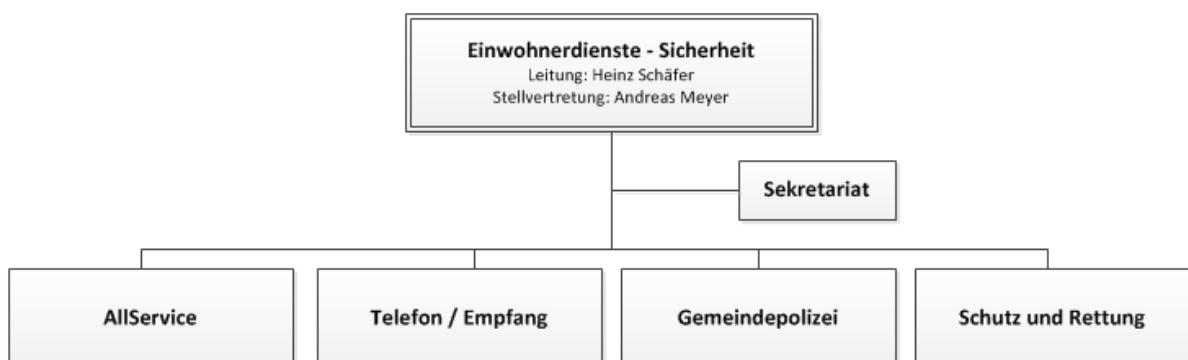 Einwohnerdienste - Sicherheit
Leitung: Heinz Schäfer
Stellvertretung: Andreas Meyer
Sekretariat
AllService
Telefon / Empfang
Gemeindepolizei
Schutz und Rettung